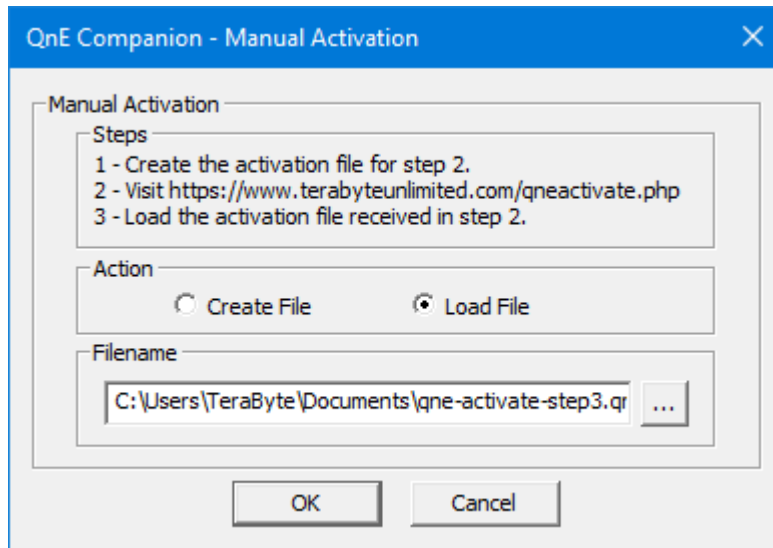 QnE Companion - Manual Activation
Manual Activation
Steps
1 - Create the activation file for step 2.
2 - Visit https://www.terabyteunlimited.com/qneactivate.php
3 - Load the activation file received in step 2.
Action
Create File Load File
Filename
C:\Users\TeraByte\Documents\qne-activate-step3.qr ...
OK Cancel